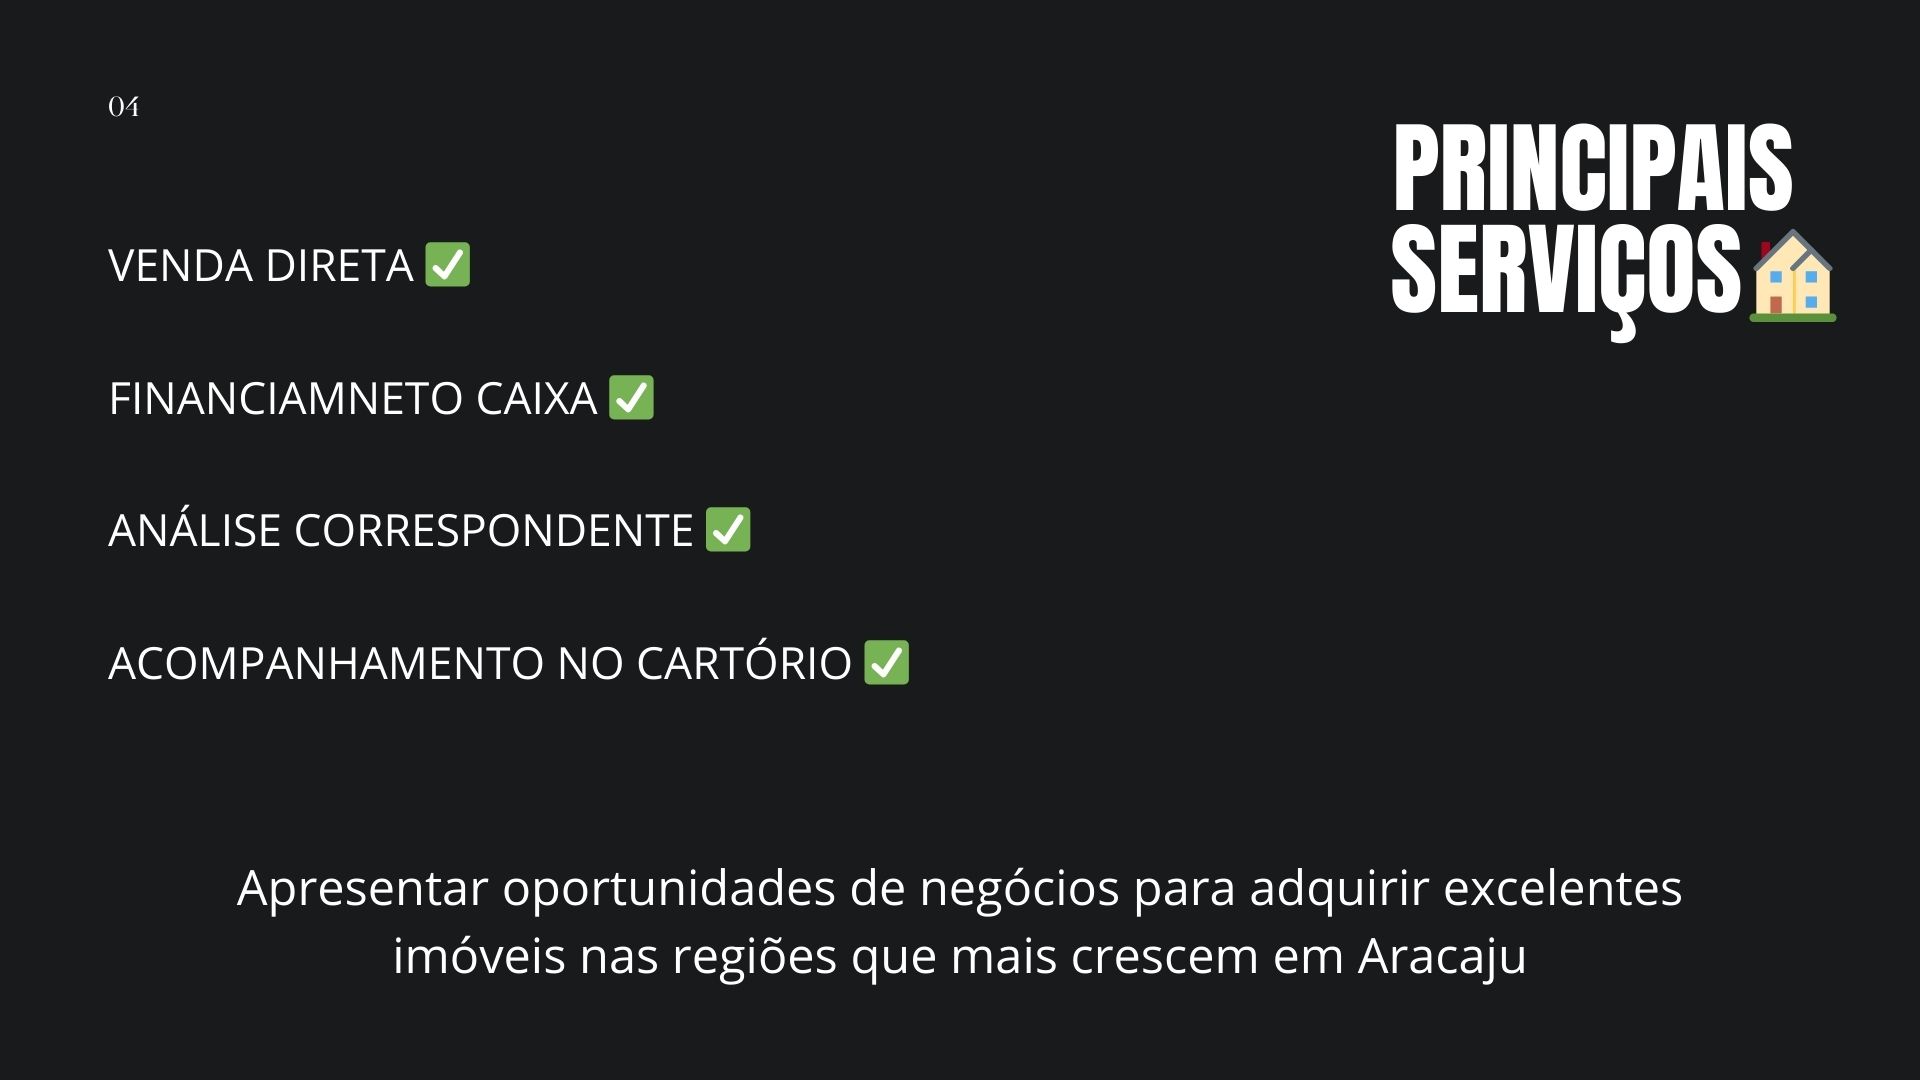 04
PRINCIPAIS
SERVIÇOS🏠
VENDA DIRETA ✅
FINANCIAMNETO CAIXA ✅
ANÁLISE CORRESPONDENTE ✅
ACOMPANHAMENTO NO CARTÓRIO ✅
Apresentar oportunidades de negócios para adquirir excelentes
imóveis nas regiões que mais crescem em Aracaju